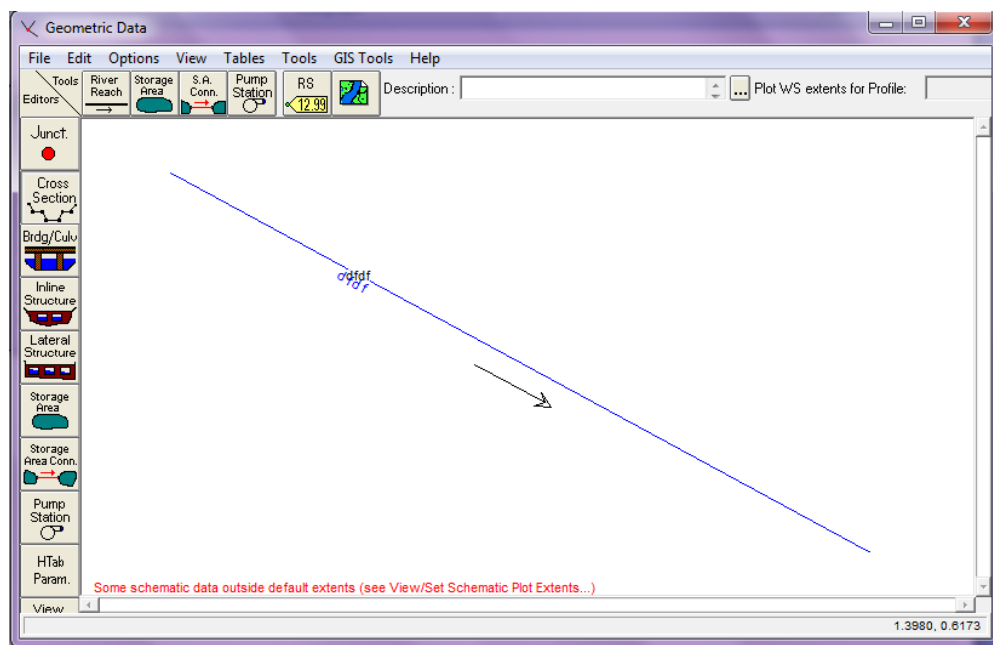 Geometric Data
File Edit Options View Tables Tools GIS Tools Help
Tools
Editors
River
Reach
Storage
Area
S.A.
Conn.
Pump
Station
RS
12.99
Description :
...
Plot WS extents for Profile:
Junct.
Cross
Section
Brdg/Culv
Inline
Structure
Lateral
Structure
Storage
Area
Storage
Area Conn.
Pump
Station
HTab
Param.
View
dfdf
dfdf
Some schematic data outside default extents (see View/Set Schematic Plot Extents...)
1.3980, 0.6173